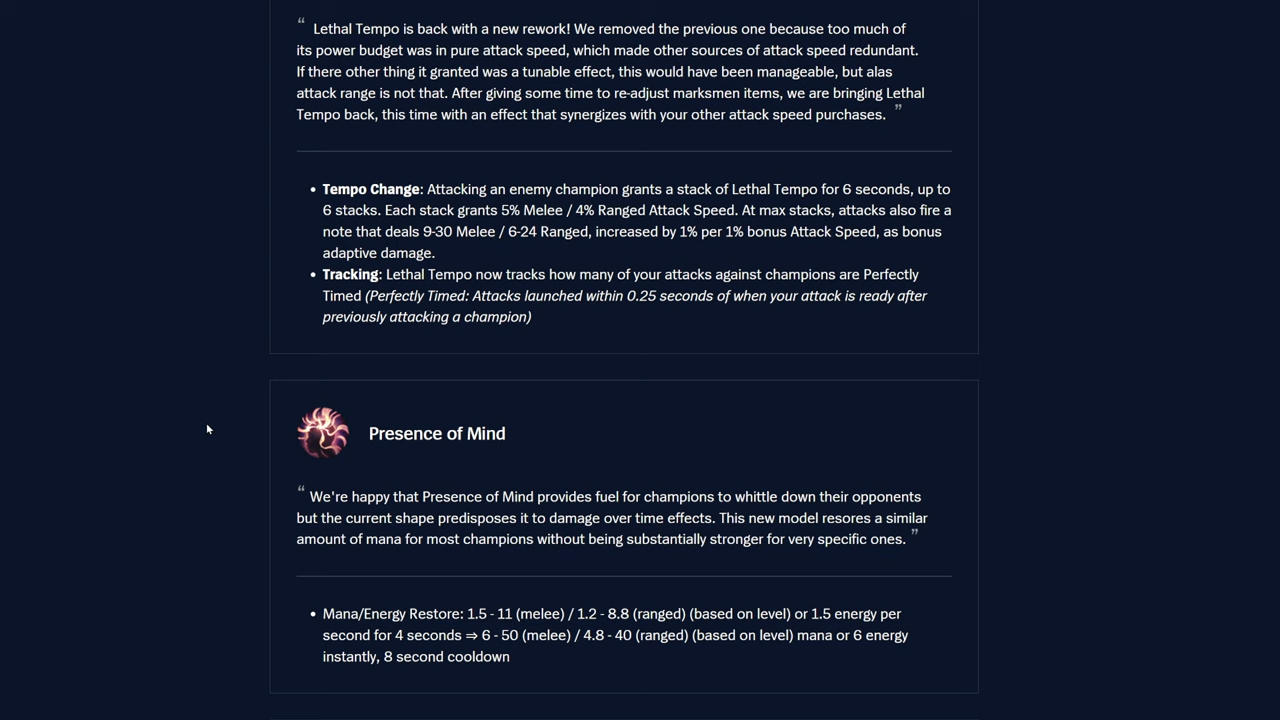 “ Lethal Tempo is back with a new rework! We removed the previous one because too much of
its power budget was in pure attack speed, which made other sources of attack speed redundant.
If there other thing it granted was a tunable effect, this would have been manageable, but alas
attack range is not that. After giving some time to re-adjust marksmen items, we are bringing Lethal
Tempo back, this time with an effect that synergizes with your other attack speed purchases. ”
• Tempo Change: Attacking an enemy champion grants a stack of Lethal Tempo for 6 seconds, up to
6 stacks. Each stack grants 5% Melee / 4% Ranged Attack Speed. At max stacks, attacks also fire a
note that deals 9-30 Melee / 6-24 Ranged, increased by 1% per 1% bonus Attack Speed, as bonus
adaptive damage.
• Tracking: Lethal Tempo now tracks how many of your attacks against champions are Perfectly
Timed (Perfectly Timed: Attacks launched within 0.25 seconds of when your attack is ready after
previously attacking a champion)
Presence of Mind
“ We're happy that Presence of Mind provides fuel for champions to whittle down their opponents
but the current shape predisposes it to damage over time effects. This new model resores a similar
amount of mana for most champions without being substantially stronger for very specific ones. ”
• Mana/Energy Restore: 1.5 - 11 (melee) / 1.2 - 8.8 (ranged) (based on level) or 1.5 energy per
second for 4 seconds ⇒ 6 - 50 (melee) / 4.8 - 40 (ranged) (based on level) mana or 6 energy
instantly, 8 second cooldown